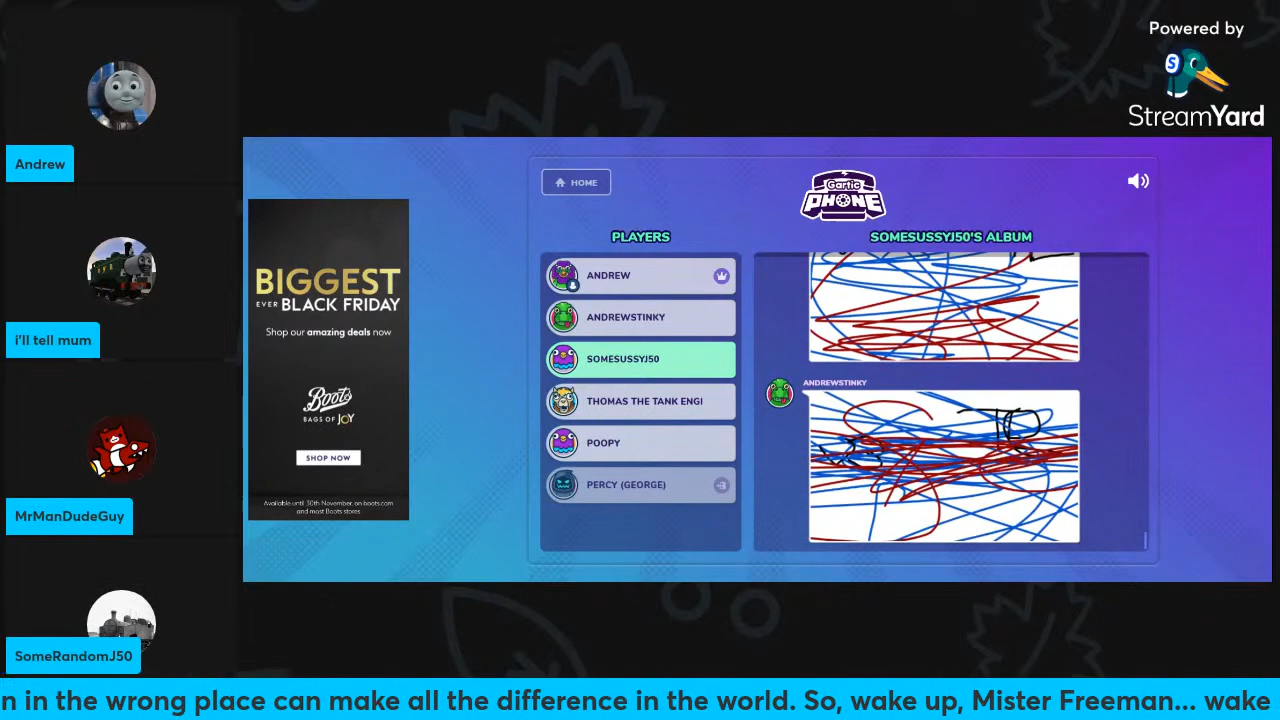 Powered by
StreamYard
Andrew
i'll tell mum
MrManDudeGuy
SomeRandomJ50
HOME
Gartic
PHONE
PLAYERS
ANDREW
ANDREWSTINKY
SOMESUSSYJ50
THOMAS THE TANK ENGI
POOPY
PERCY (GEORGE)
SOMESUSSYJ50'S ALBUM
ANDREWSTINKY
BIGGEST
EVER BLACK FRIDAY
Shop our amazing deals now
Boots
BAGS OF JOY
SHOP NOW
Available until 30th November, on boots.com
and most Boots stores
n in the wrong place can make all the difference in the world. So, wake up, Mister Freeman... wake